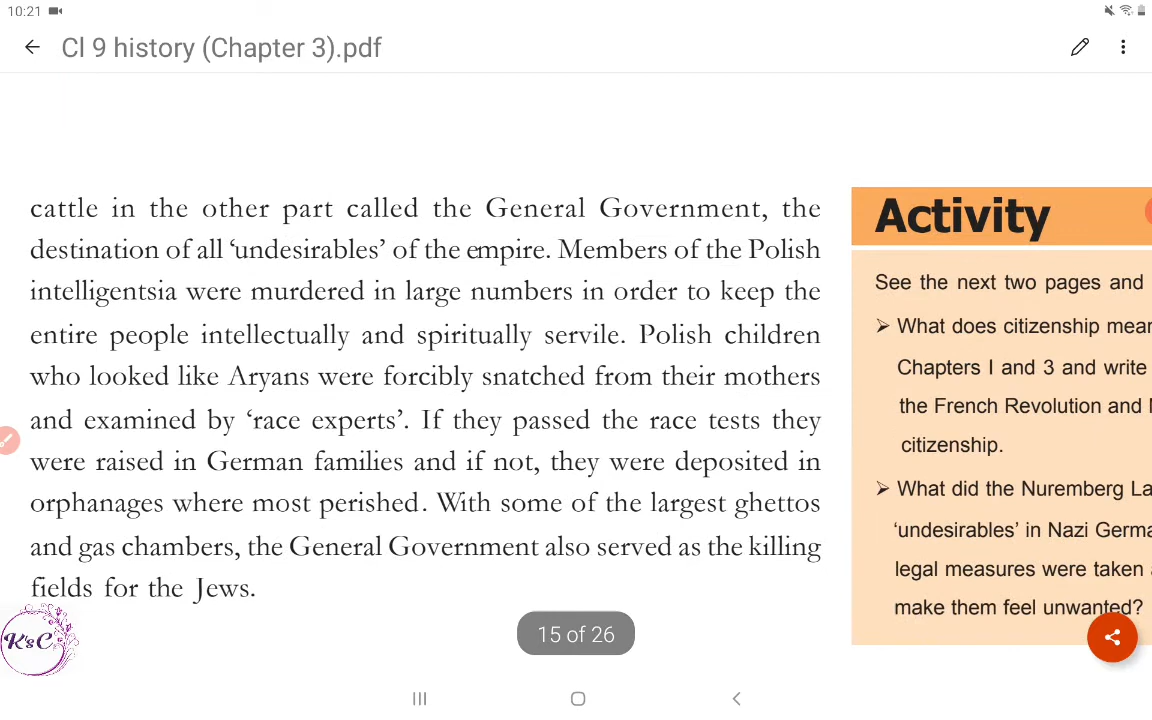 10:21
Cl 9 history (Chapter 3).pdf
cattle in the other part called the General Government, the
destination of all ‘undesirables’ of the empire. Members of the Polish
intelligentsia were murdered in large numbers in order to keep the
entire people intellectually and spiritually servile. Polish children
who looked like Aryans were forcibly snatched from their mothers
and examined by ‘race experts’. If they passed the race tests they
were raised in German families and if not, they were deposited in
orphanages where most perished. With some of the largest ghettos
and gas chambers, the General Government also served as the killing
fields for the Jews.
Activity
See the next two pages and
➢ What does citizenship mean
Chapters I and 3 and write
the French Revolution and
citizenship.
➢ What did the Nuremberg La
‘undesirables’ in Nazi Germa
legal measures were taken
make them feel unwanted?
K's C
15 of 26